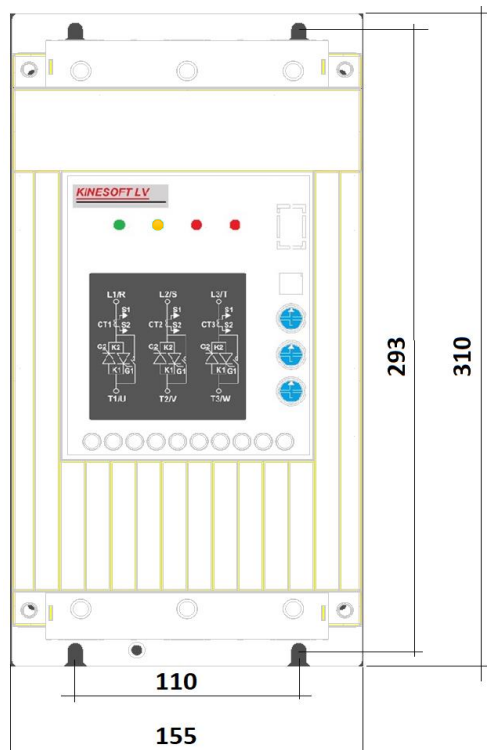 KINESOFT LV
L1/R L2/S L3/T
S1 S1 S1
CT1 CT2 CT3
S2 S2 S2
G2 K2 G2 K2 G2 K2
K1 G1 K1 G1 K1 G1
T1/U T2/V T3/W
293
310
110
155